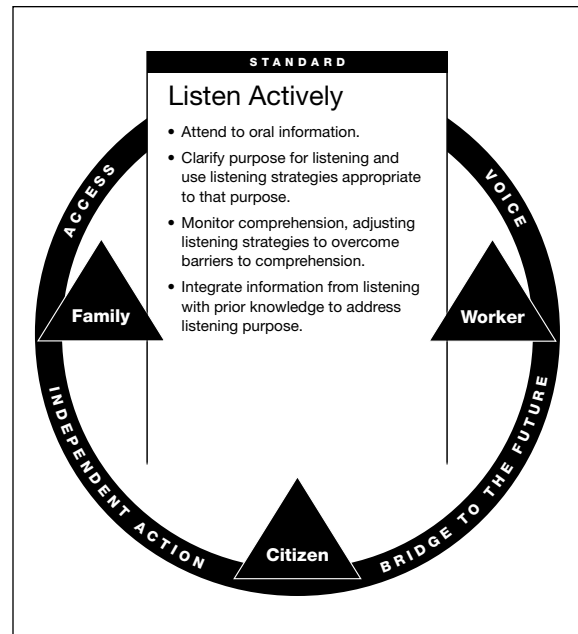 STANDARD
Listen Actively
• Attend to oral information.
• Clarify purpose for listening and
use listening strategies appropriate
to that purpose.
• Monitor comprehension, adjusting
listening strategies to overcome
barriers to comprehension.
• Integrate information from listening
with prior knowledge to address
listening purpose.
ACCESS
VOICE
Family
Worker
INDEPENDENT ACTION
BRIDGE TO THE FUTURE
Citizen